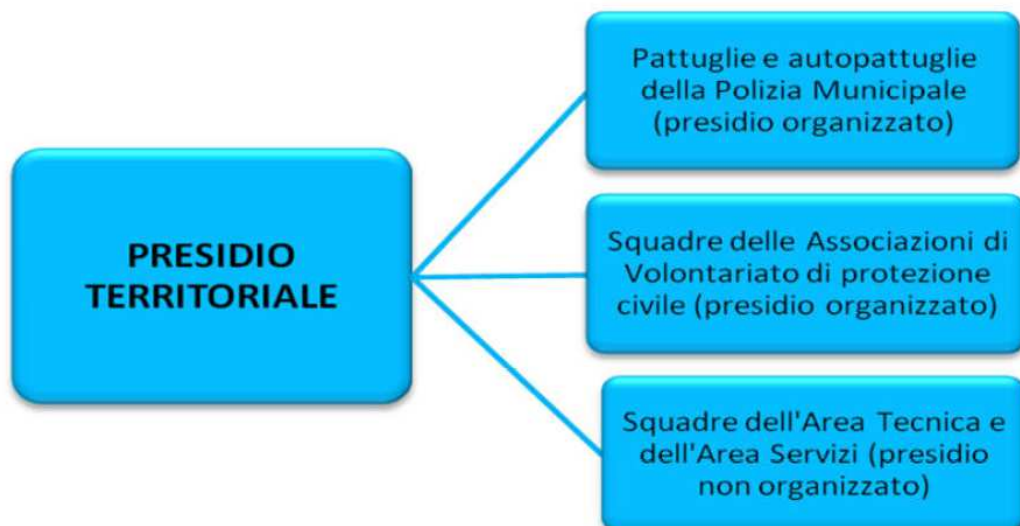 PRESIDIO
TERRITORIALE
Pattuglie e autopattuglie
della Polizia Municipale
(presidio organizzato)
Squadre delle Associazioni di
Volontariato di protezione
civile (presidio organizzato)
Squadre dell'Area Tecnica e
dell'Area Servizi (presidio
non organizzato)